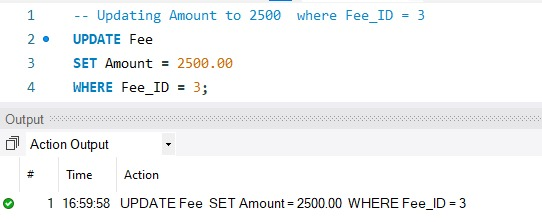 1 -- Updating Amount to 2500  where Fee_ID = 3
2 UPDATE Fee
3 SET Amount = 2500.00
4 WHERE Fee_ID = 3;
Output
Action Output
# Time Action
1 16:59:58 UPDATE Fee SET Amount = 2500.00 WHERE Fee_ID = 3